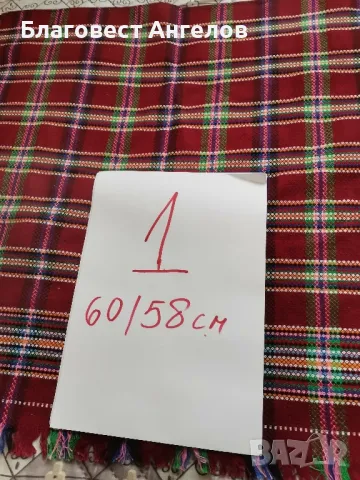 Благовест Ангелов
1
60/58см
BAZAR